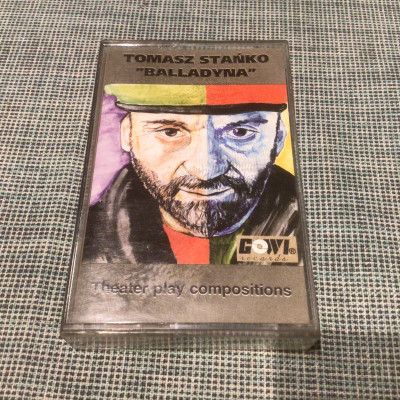 TOMASZ STAŃKO
"BALLADYNA"
GOWI®
records
Theater play compositions